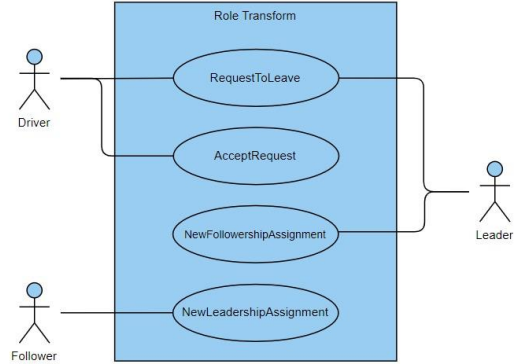 Role Transform
RequestToLeave
Driver
AcceptRequest
NewFollowershipAssignment
Leader
NewLeadershipAssignment
Follower